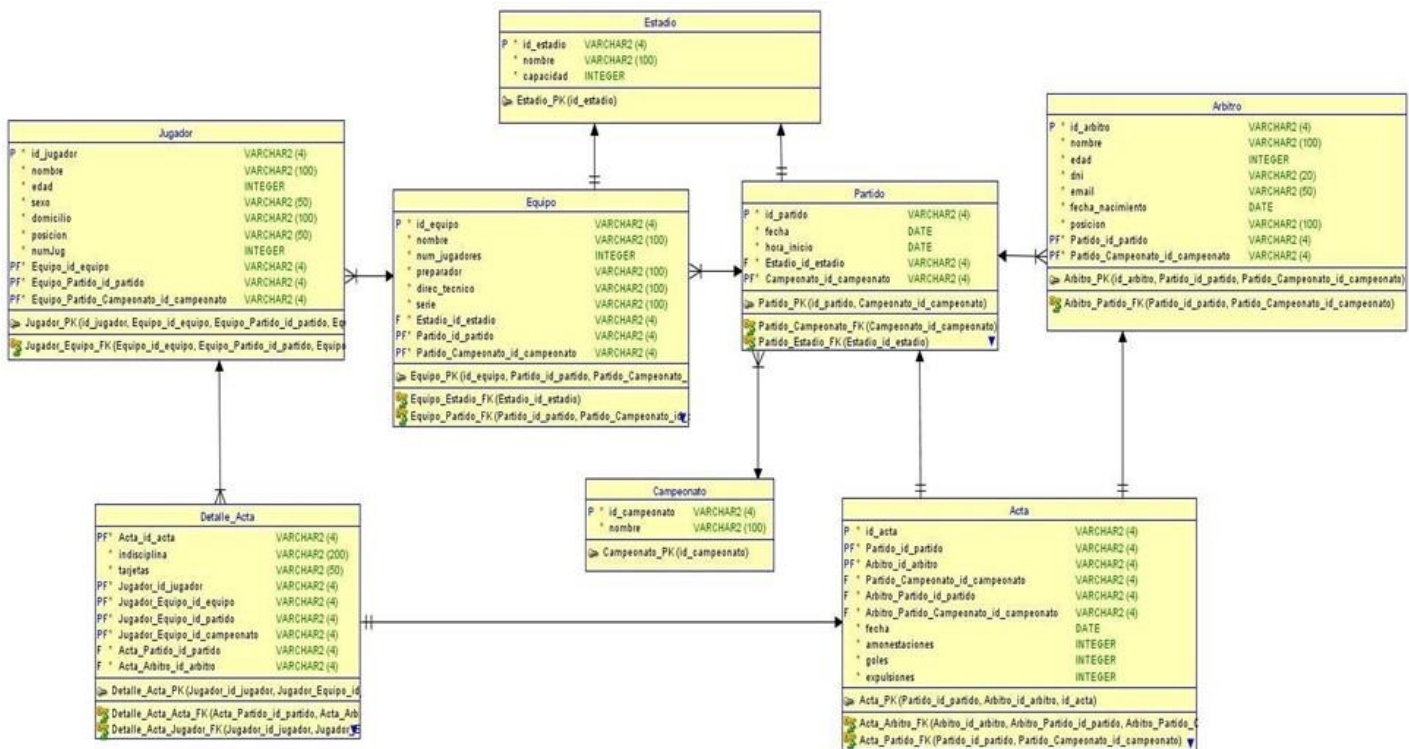 Estadio
P * id_estadio VARCHAR2 (4)
* nombre VARCHAR2 (100)
* capacidad INTEGER
Estadio_PK (id_estadio)
Jugador
P * id_jugador VARCHAR2 (4)
* nombre VARCHAR2 (100)
* edad INTEGER
* sexo VARCHAR2 (50)
* domicilio VARCHAR2 (100)
* posicion VARCHAR2 (50)
* numJug INTEGER
PF* Equipo_id_equipo VARCHAR2 (4)
PF* Equipo_Partido_id_partido VARCHAR2 (4)
PF* Equipo_Partido_Campeonato_id_campeonato VARCHAR2 (4)
Jugador_PK (id_jugador, Equipo_id_equipo, Equipo_Partido_id_partido, Equ
Jugador_Equipo_FK (Equipo_id_equipo, Equipo_Partido_id_partido, Equipo
Equipo
P * id_equipo VARCHAR2 (4)
* nombre VARCHAR2 (100)
* num_jugadores INTEGER
* preparador VARCHAR2 (100)
* direc_tecnico VARCHAR2 (100)
* serie VARCHAR2 (100)
F * Estadio_id_estadio VARCHAR2 (4)
PF* Partido_id_partido VARCHAR2 (4)
PF* Partido_Campeonato_id_campeonato VARCHAR2 (4)
Equipo_PK (id_equipo, Partido_id_partido, Partido_Campeonato_
Equipo_Estadio_FK (Estadio_id_estadio)
Equipo_Partido_FK (Partido_id_partido, Partido_Campeonato_id
Partido
P * id_partido VARCHAR2 (4)
* fecha DATE
* hora_inicio DATE
F * Estadio_id_estadio VARCHAR2 (4)
PF* Campeonato_id_campeonato VARCHAR2 (4)
Partido_PK (id_partido, Campeonato_id_campeonato)
Partido_Campeonato_FK (Campeonato_id_campeonato)
Partido_Estadio_FK (Estadio_id_estadio)
Arbitro
P * id_arbitro VARCHAR2 (4)
* nombre VARCHAR2 (100)
* edad INTEGER
* dni VARCHAR2 (20)
* email VARCHAR2 (50)
* fecha_nacimiento DATE
* posicion VARCHAR2 (100)
PF* Partido_id_partido VARCHAR2 (4)
PF* Partido_Campeonato_id_campeonato VARCHAR2 (4)
Arbitro_PK (id_arbitro, Partido_id_partido, Partido_Campeonato_id_campeonato)
Arbitro_Partido_FK (Partido_id_partido, Partido_Campeonato_id_campeonato)
Detalle_Acta
PF* Acta_id_acta VARCHAR2 (4)
* indisciplina VARCHAR2 (200)
* tarjetas VARCHAR2 (50)
PF* Jugador_id_jugador VARCHAR2 (4)
PF* Jugador_Equipo_id_equipo VARCHAR2 (4)
PF* Jugador_Equipo_id_partido VARCHAR2 (4)
PF* Jugador_Equipo_id_campeonato VARCHAR2 (4)
F * Acta_Partido_id_partido VARCHAR2 (4)
F * Acta_Arbitro_id_arbitro VARCHAR2 (4)
Detalle_Acta_PK (Jugador_id_jugador, Jugador_Equipo_id
Detalle_Acta_Acta_FK (Acta_Partido_id_partido, Acta_Arb
Detalle_Acta_Jugador_FK (Jugador_id_jugador, Jugador_E
Campeonato
P * id_campeonato VARCHAR2 (4)
* nombre VARCHAR2 (100)
Campeonato_PK (id_campeonato)
Acta
P * id_acta VARCHAR2 (4)
PF* Partido_id_partido VARCHAR2 (4)
PF* Arbitro_id_arbitro VARCHAR2 (4)
F * Partido_Campeonato_id_campeonato VARCHAR2 (4)
F * Arbitro_Partido_id_partido VARCHAR2 (4)
F * Arbitro_Partido_Campeonato_id_campeonato VARCHAR2 (4)
* fecha DATE
* amonestaciones INTEGER
* goles INTEGER
* expulsiones INTEGER
Acta_PK (Partido_id_partido, Arbitro_id_arbitro, id_acta)
Acta_Arbitro_FK (Arbitro_id_arbitro, Arbitro_Partido_id_partido, Arbitro_Partido_C
Acta_Partido_FK (Partido_id_partido, Partido_Campeonato_id_campeonato)